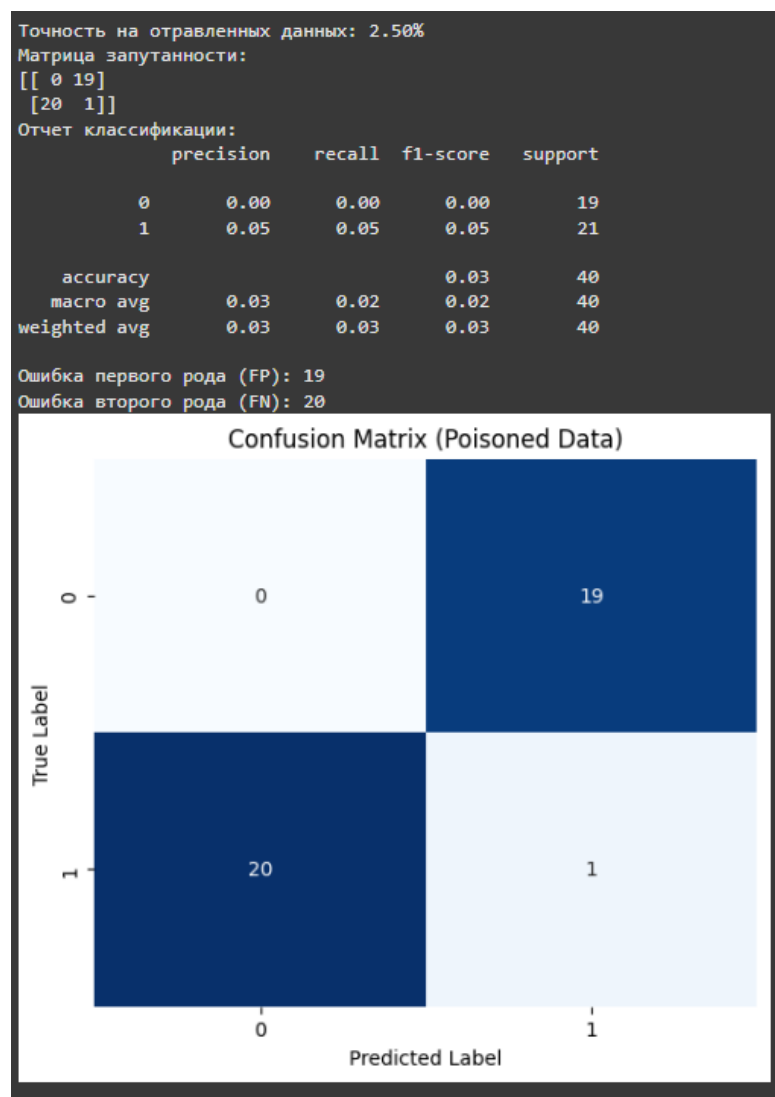 Точность на отравленных данных: 2.50%
Матрица запутанности:
[[ 0 19]
 [20  1]]
Отчет классификации:
              precision    recall  f1-score   support

           0       0.00      0.00      0.00        19
           1       0.05      0.05      0.05        21

    accuracy                           0.03        40
   macro avg       0.03      0.02      0.02        40
weighted avg       0.03      0.03      0.03        40

Ошибка первого рода (FP): 19
Ошибка второго рода (FN): 20
Confusion Matrix (Poisoned Data)
True Label
0
0 19
1
20 1
0 1
Predicted Label